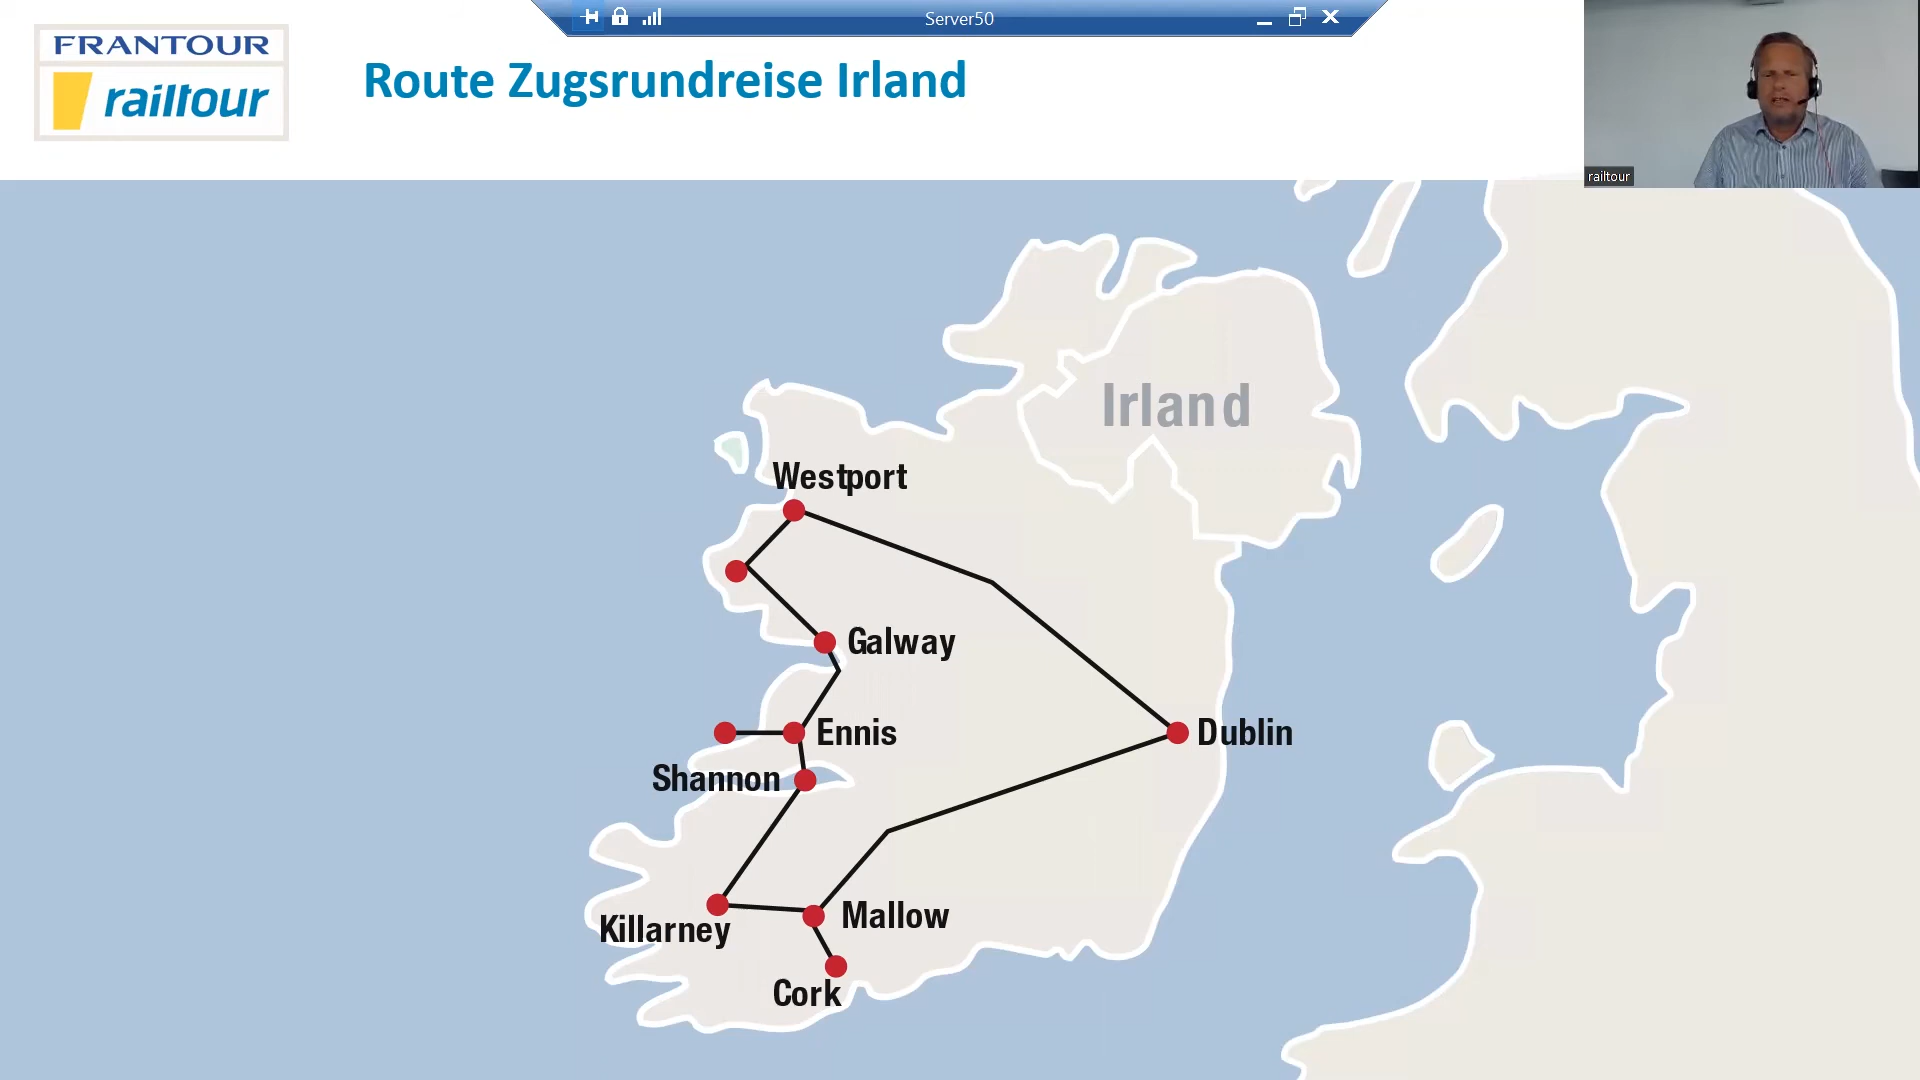 Server50
FRANTOUR
railtour
Route Zugsrundreise Irland
railtour
Irland
Westport
Galway
Ennis
Dublin
Shannon
Killarney
Mallow
Cork